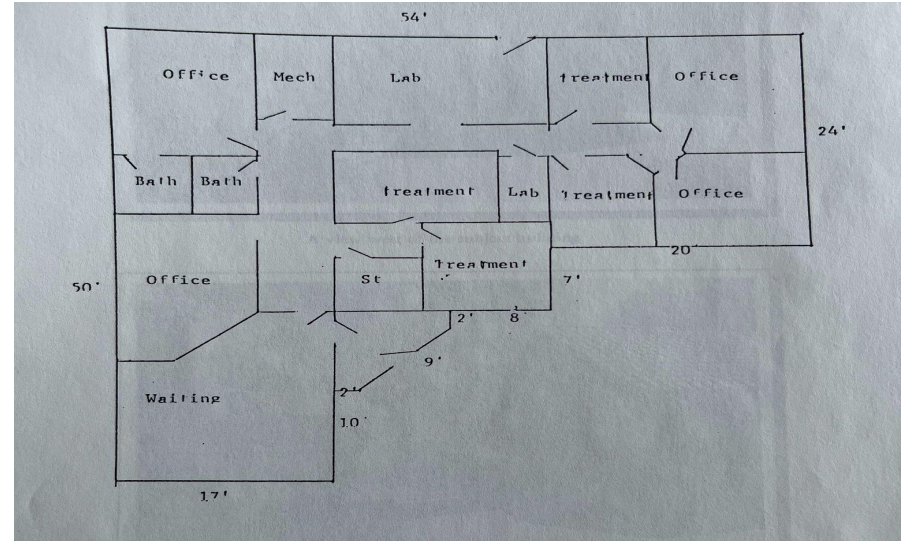 54'
Office Mech Lab Treatment Office
24'
Bath Bath Treatment Lab Treatment Office
20'
Office St Treatment 7'
50'
2' 8'
9'
Waiting 2'
10'
17'